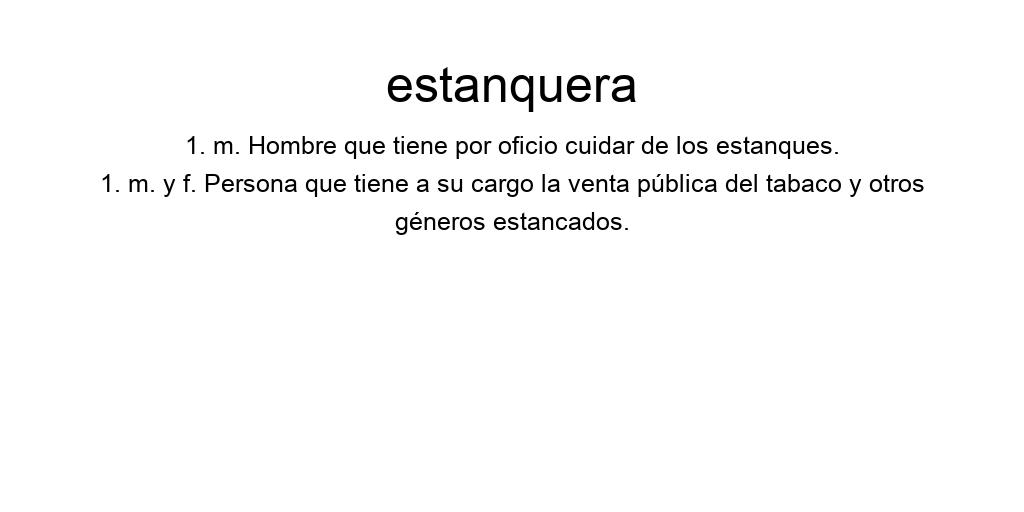 estanquera
1. m. Hombre que tiene por oficio cuidar de los estanques.
1. m. y f. Persona que tiene a su cargo la venta pública del tabaco y otros
géneros estancados.